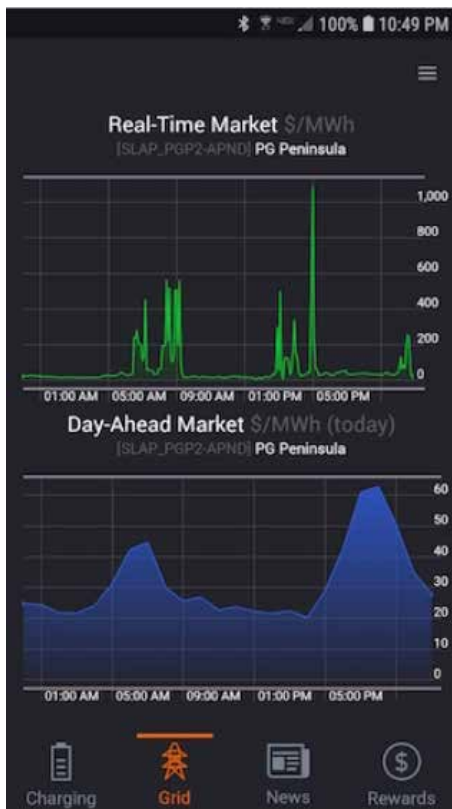 100% 10:49 PM
Real-Time Market $/MWh
[SLAP_PGP2-APND] PG Peninsula
1,000
800
600
400
200
0
01:00 AM 05:00 AM 09:00 AM 01:00 PM 05:00 PM
Day-Ahead Market $/MWh (today)
[SLAP_PGP2-APND] PG Peninsula
60
50
40
30
20
10
0
01:00 AM 05:00 AM 09:00 AM 01:00 PM 05:00 PM
Charging Grid News Rewards